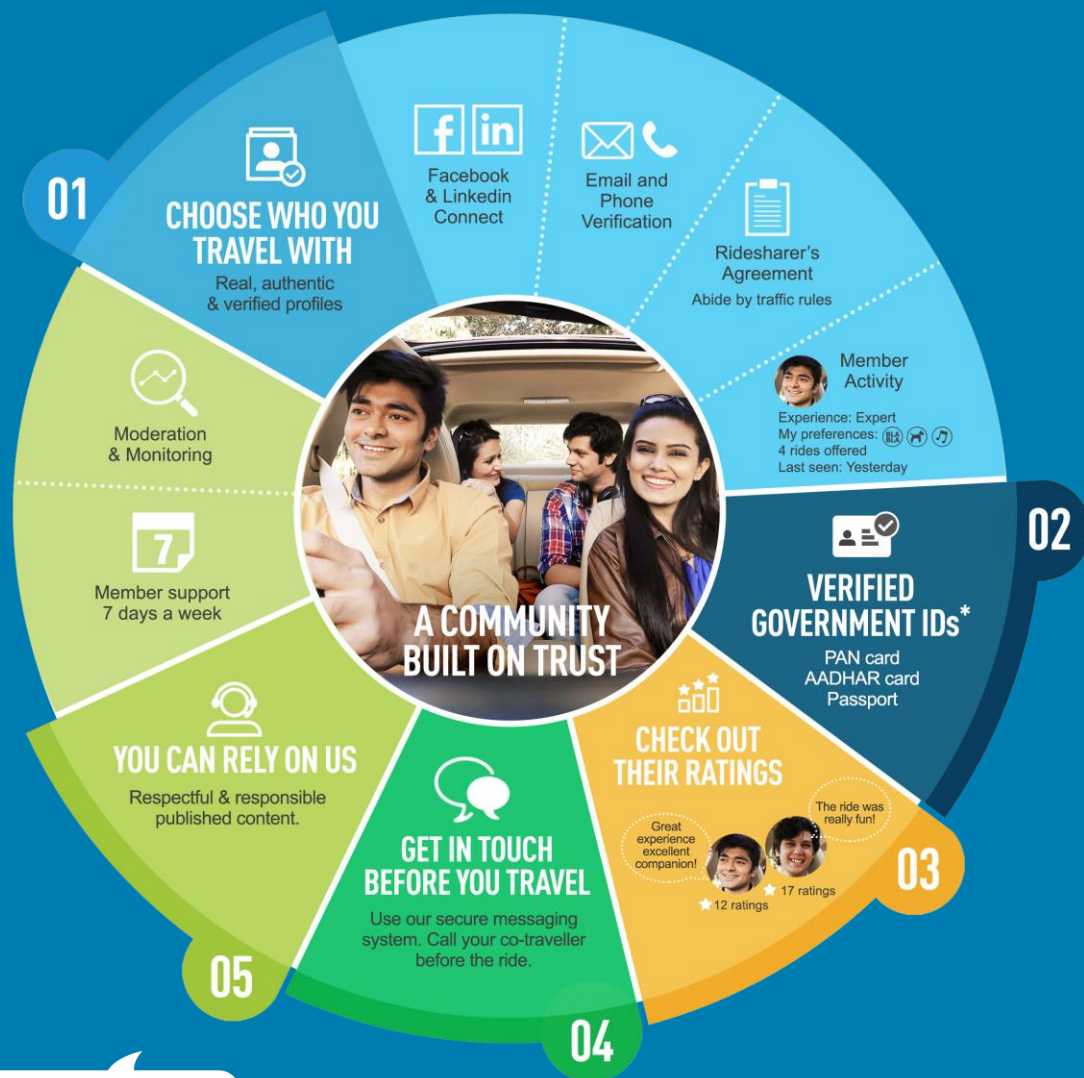 01
CHOOSE WHO YOU
TRAVEL WITH
Real, authentic
& verified profiles
f in
Facebook
& Linkedin
Connect
Email and
Phone
Verification
Ridesharer's
Agreement
Abide by traffic rules
Member
Activity
Experience: Expert
My preferences: BLA
4 rides offered
Last seen: Yesterday
02
VERIFIED
GOVERNMENT IDs*
PAN card
AADHAR card
Passport
03
CHECK OUT
THEIR RATINGS
Great
experience
excellent
companion!
12 ratings
The ride was
really fun!
17 ratings
04
GET IN TOUCH
BEFORE YOU TRAVEL
Use our secure messaging
system. Call your co-traveller
before the ride.
05
YOU CAN RELY ON US
Respectful & responsible
published content.
7
Member support
7 days a week
Moderation
& Monitoring
A COMMUNITY
BUILT ON TRUST